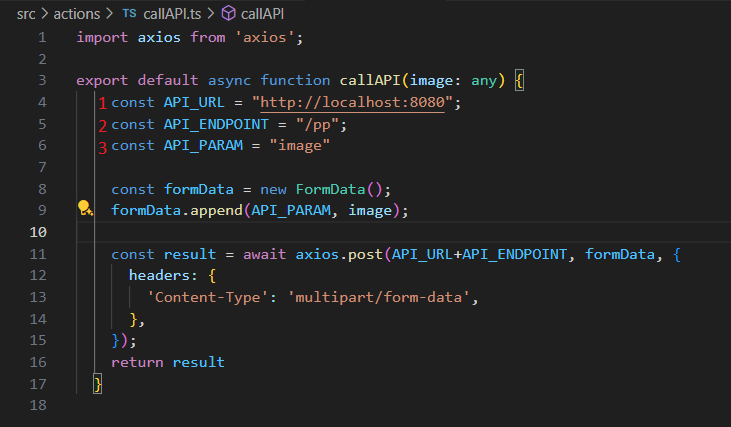 src > actions > TS callAPI.ts > callAPI
1 import axios from 'axios';
2
3 export default async function callAPI(image: any) {
4 1 const API_URL = "http://localhost:8080";
5 2 const API_ENDPOINT = "/pp";
6 3 const API_PARAM = "image"
7
8 const formData = new FormData();
9 formData.append(API_PARAM, image);
10
11 const result = await axios.post(API_URL+API_ENDPOINT, formData, {
12 headers: {
13 'Content-Type': 'multipart/form-data',
14 },
15 });
16 return result
17 }
18